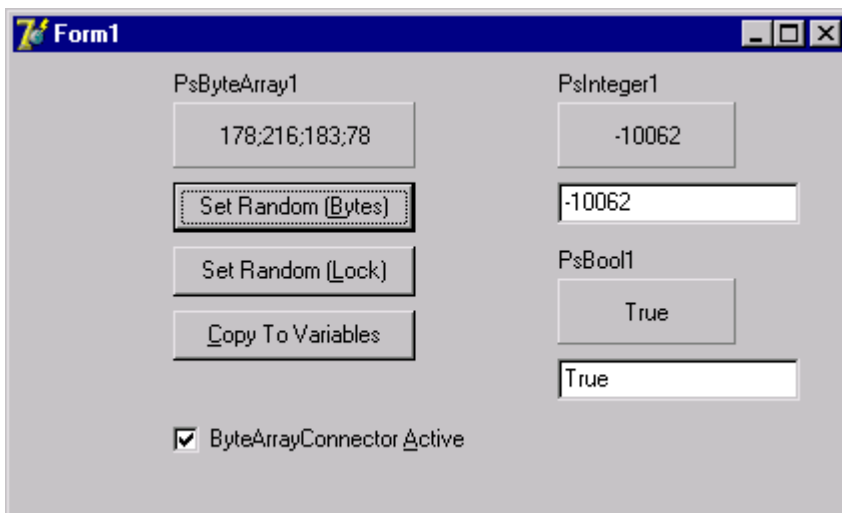 Form1
PsByteArray1
178;216;183;78
Set Random (Bytes)
Set Random (Lock)
Copy To Variables
ByteArrayConnector Active
PsInteger1
-10062
-10062
PsBool1
True
True